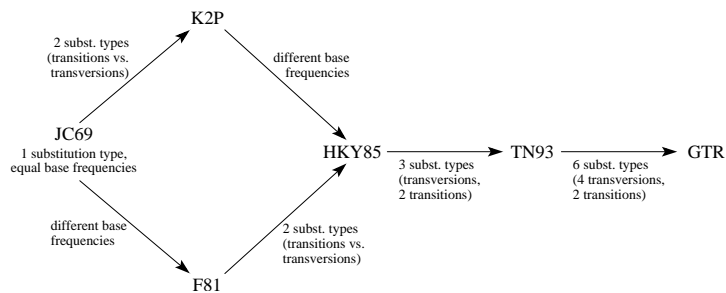 K2P
2 subst. types
(transitions vs.
transversions)
different base
frequencies
JC69
1 substitution type,
equal base frequencies
HKY85
3 subst. types
(transversions,
2 transitions)
TN93
6 subst. types
(4 transversions,
2 transitions)
GTR
different base
frequencies
2 subst. types
(transitions vs.
transversions)
F81